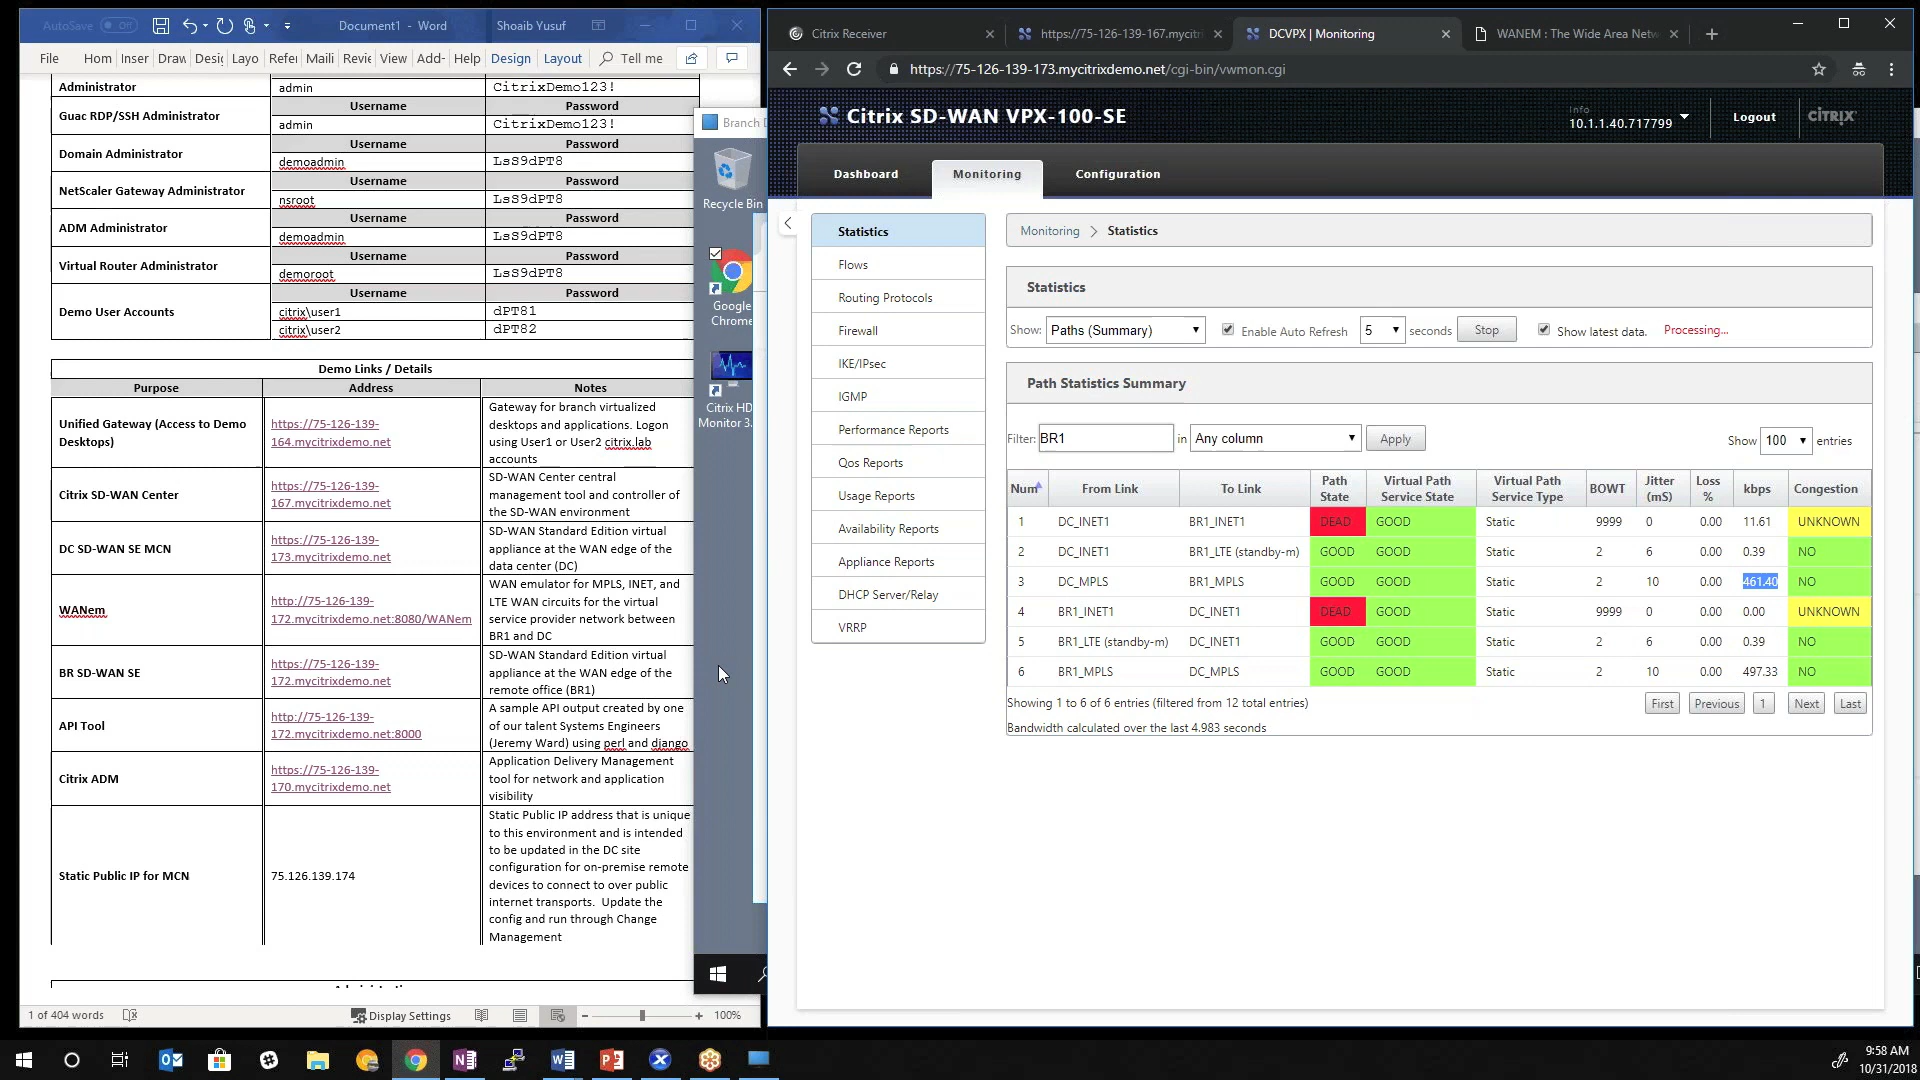 AutoSave Off
Document1 - Word
Shoaib Yusuf
File Hom Inser Draw Desig Layo Refer Maili Revie View Add- Help Design Layout Tell me
Administrator admin CitrixDemo123!
Guac RDP/SSH Administrator
Username Password
admin CitrixDemo123!
Domain Administrator
Username Password
demoadmin LsS9dPT8
NetScaler Gateway Administrator
Username Password
nsroot LsS9dPT8
ADM Administrator
Username Password
demoadmin LsS9dPT8
Virtual Router Administrator
Username Password
demoroot LsS9dPT8
Demo User Accounts
Username Password
citrix\user1 dPT81
citrix\user2 dPT82
Demo Links / Details
Purpose Address Notes
Unified Gateway (Access to Demo
Desktops)
https://75-126-139-
164.mycitrixdemo.net
Gateway for branch virtualized
desktops and applications. Logon
using User1 or User2 citrix.lab
accounts
Citrix SD-WAN Center
https://75-126-139-
167.mycitrixdemo.net
SD-WAN Center central
management tool and controller of
the SD-WAN environment
DC SD-WAN SE MCN
https://75-126-139-
173.mycitrixdemo.net
SD-WAN Standard Edition virtual
appliance at the WAN edge of the
data center (DC)
WANem
http://75-126-139-
172.mycitrixdemo.net:8080/WANem
WAN emulator for MPLS, INET, and
LTE WAN circuits for the virtual
service provider network between
BR1 and DC
BR SD-WAN SE
https://75-126-139-
172.mycitrixdemo.net
SD-WAN Standard Edition virtual
appliance at the WAN edge of the
remote office (BR1)
API Tool
http://75-126-139-
172.mycitrixdemo.net:8000
A sample API output created by one
of our talent Systems Engineers
(Jeremy Ward) using perl and django
Citrix ADM
https://75-126-139-
170.mycitrixdemo.net
Application Delivery Management
tool for network and application
visibility
Static Public IP for MCN
75.126.139.174
Static Public IP address that is unique
to this environment and is intended
to be updated in the DC site
configuration for on-premise remote
devices to connect to over public
internet transports. Update the
config and run through Change
Management
1 of 404 words
Display Settings
100%
Branch D
Recycle Bin
Google
Chrome
Citrix HD
Monitor 3.
Citrix Receiver
https://75-126-139-167.mycitri
DCVPX | Monitoring
WANEM : The Wide Area Netw
https://75-126-139-173.mycitrixdemo.net/cgi-bin/vwmon.cgi
Citrix SD-WAN VPX-100-SE
Info
10.1.1.40.717799
Logout
CITRIX
Dashboard Monitoring Configuration
Statistics
Flows
Routing Protocols
Firewall
IKE/IPsec
IGMP
Performance Reports
Qos Reports
Usage Reports
Availability Reports
Appliance Reports
DHCP Server/Relay
VRRP
Monitoring > Statistics
Statistics
Show: Paths (Summary) Enable Auto Refresh 5 seconds Stop Show latest data. Processing...
Path Statistics Summary
Filter: BR1 in Any column Apply
Show 100 entries
Num From Link To Link Path State Virtual Path Service State Virtual Path Service Type BOWT Jitter (mS) Loss % kbps Congestion
1 DC_INET1 BR1_INET1 DEAD GOOD Static 9999 0 0.00 11.61 UNKNOWN
2 DC_INET1 BR1_LTE (standby-m) GOOD GOOD Static 2 6 0.00 0.39 NO
3 DC_MPLS BR1_MPLS GOOD GOOD Static 2 10 0.00 461.40 NO
4 BR1_INET1 DC_INET1 DEAD GOOD Static 9999 0 0.00 0.00 UNKNOWN
5 BR1_LTE (standby-m) DC_INET1 GOOD GOOD Static 2 6 0.00 0.39 NO
6 BR1_MPLS DC_MPLS GOOD GOOD Static 2 10 0.00 497.33 NO
Showing 1 to 6 of 6 entries (filtered from 12 total entries)
First Previous 1 Next Last
Bandwidth calculated over the last 4.983 seconds
9:58 AM
10/31/2018